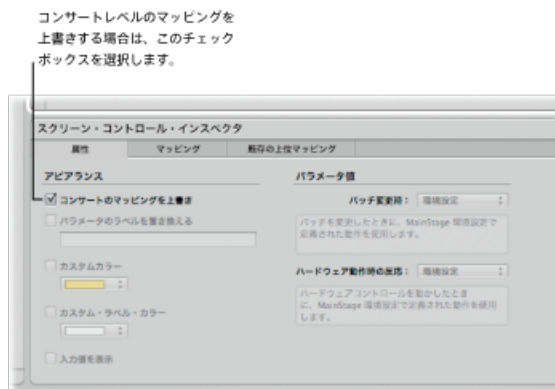 コンサートレベルのマッピングを
上書きする場合は、このチェック
ボックスを選択します。
スクリーン・コントロール・インスペクタ
属性 マッピング 既存の上位マッピング
アピアランス
コンサートのマッピングを上書き
パラメータのラベルを置き換える
カスタムカラー
カスタム・ラベル・カラー
入力値を表示
パラメータ値
パッチ変更時： 環境設定
パッチを変更したときに、MainStage 環境設定で
定義された動作を使用します。
ハードウェア動作時の反応： 環境設定
ハードウェアコントロールを動かしたとき
に、MainStage 環境設定で定義された動作を使用
します。